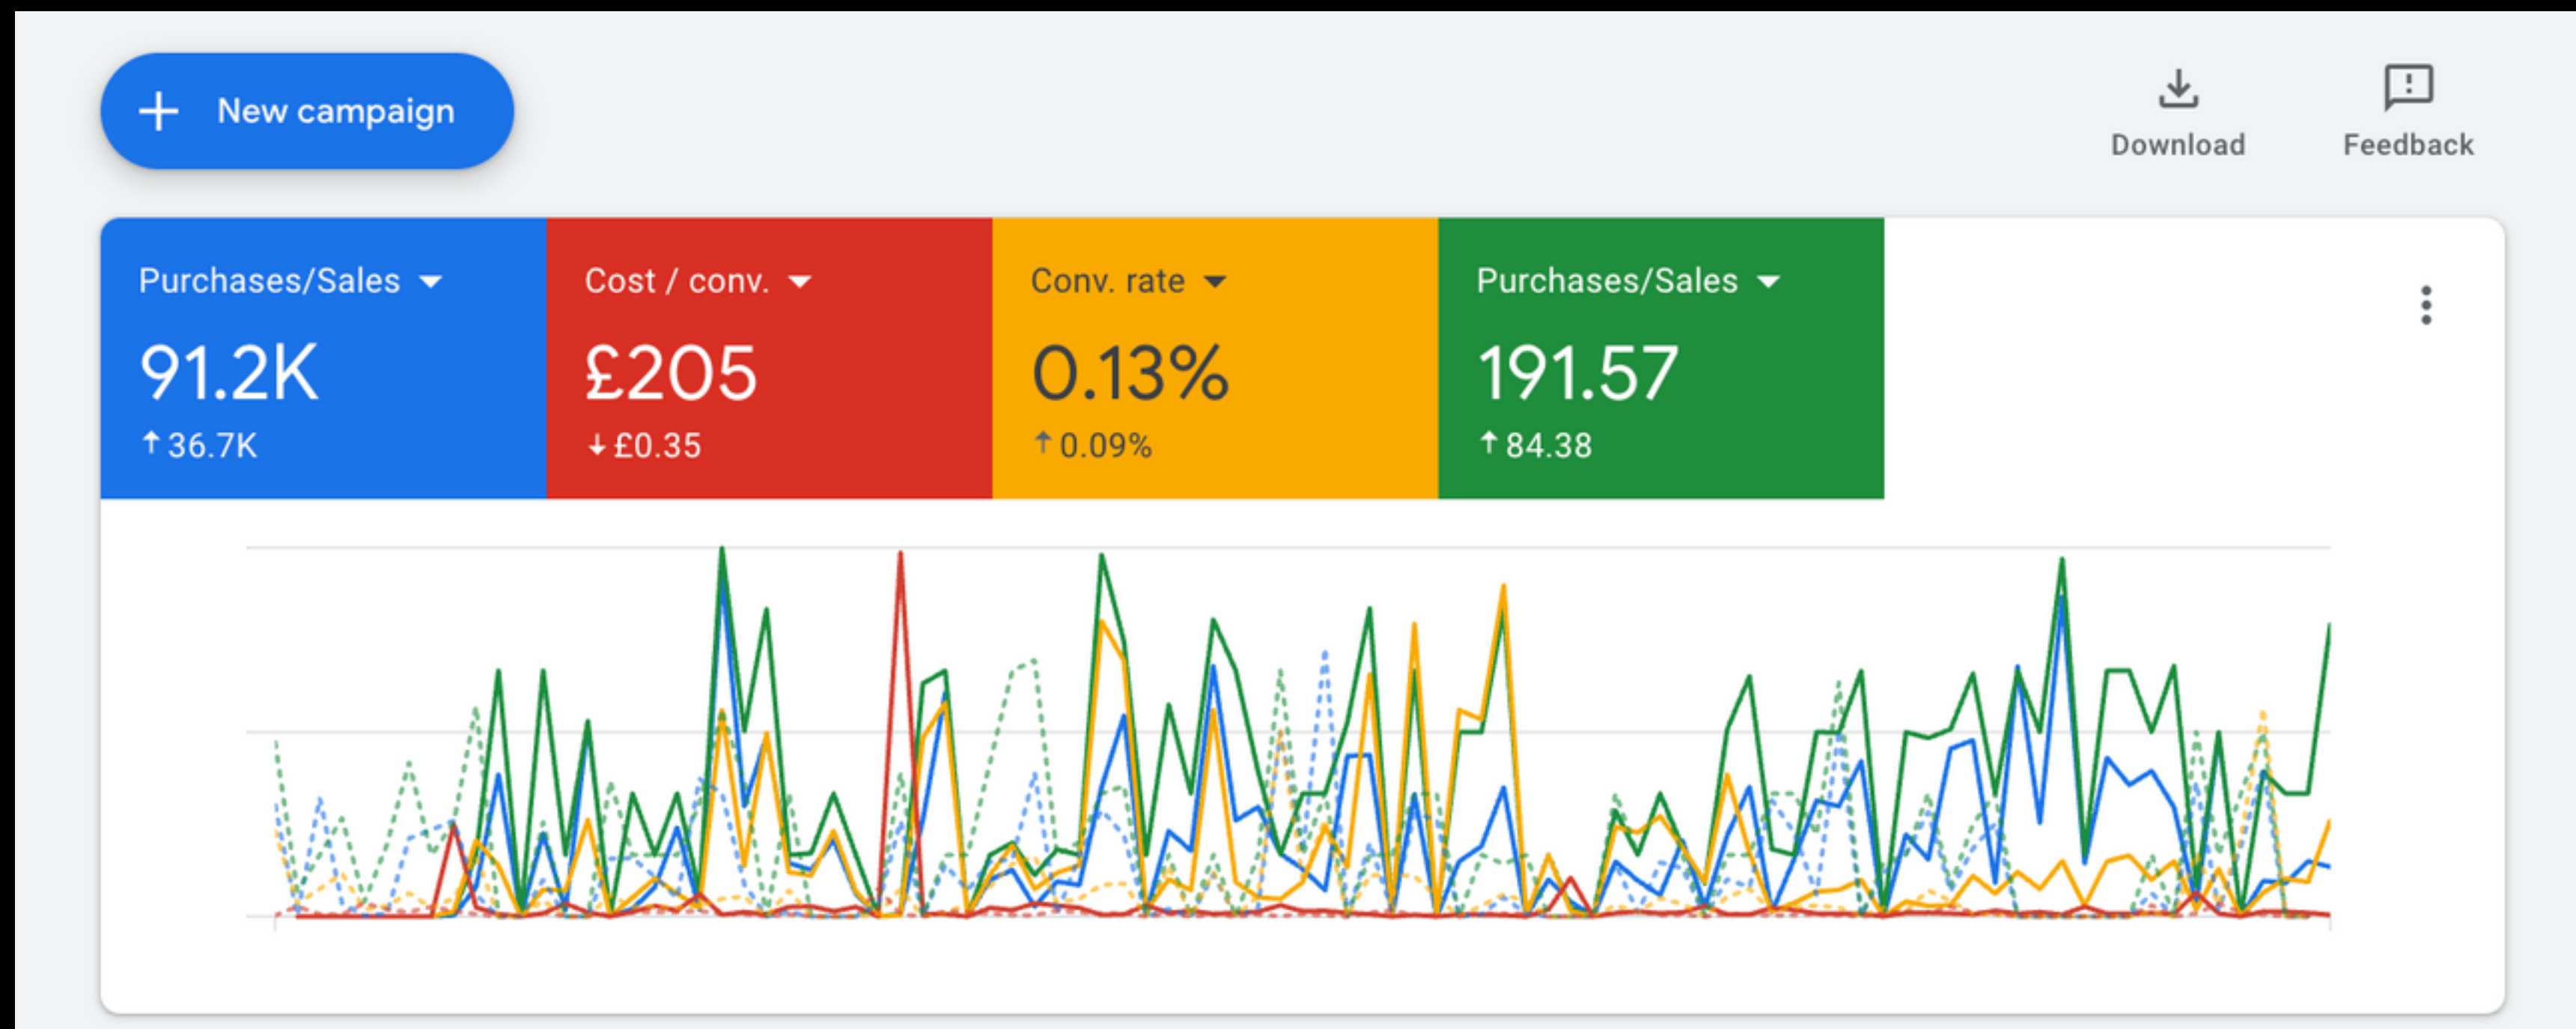 New campaign
Download
Feedback
Purchases/Sales
91.2K
↑36.7K
Cost / conv.
£205
↓£0.35
Conv. rate
0.13%
↑0.09%
Purchases/Sales
191.57
↑84.38